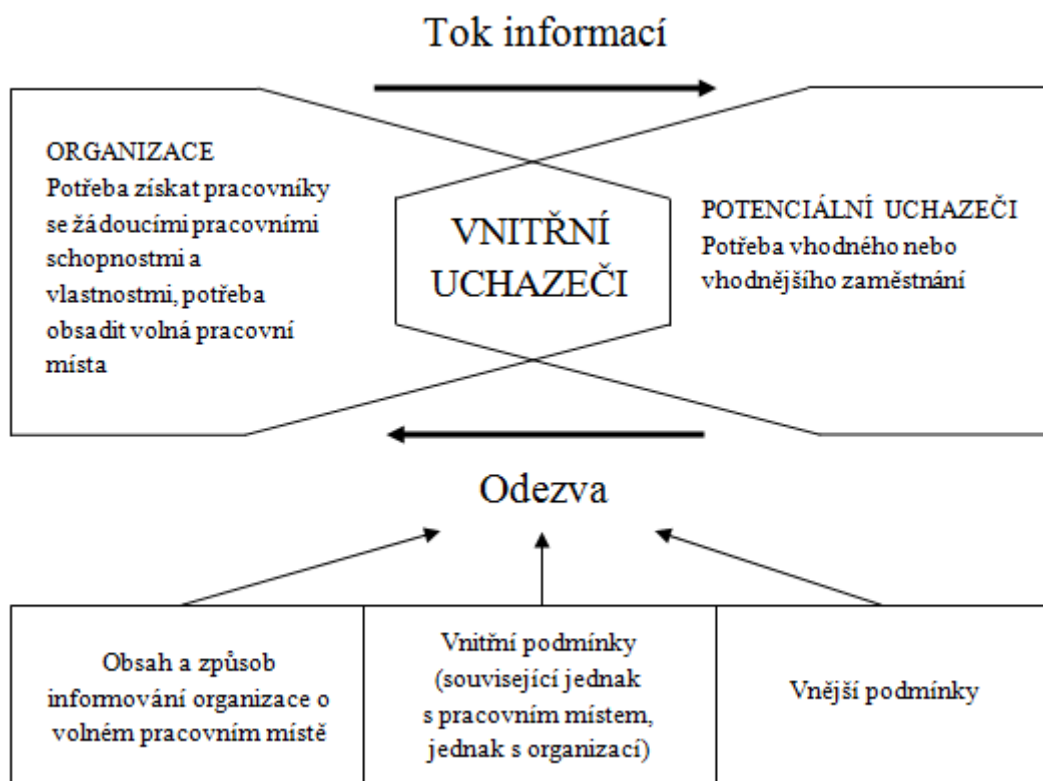 Tok informací
ORGANIZACE
Potřeba získat pracovníky
se žádoucími pracovními
schopnostmi a
vlastnostmi, potřeba
obsadit volná pracovní
místa
VNITŘNÍ
UCHAZEČI
POTENCIÁLNÍ UCHAZEČI
Potřeba vhodného nebo
vhodnějšího zaměstnání
Odezva
Obsah a způsob
informování organizace o
volném pracovním místě
Vnitřní podmínky
(související jednak
s pracovním místem,
jednak s organizací)
Vnější podmínky